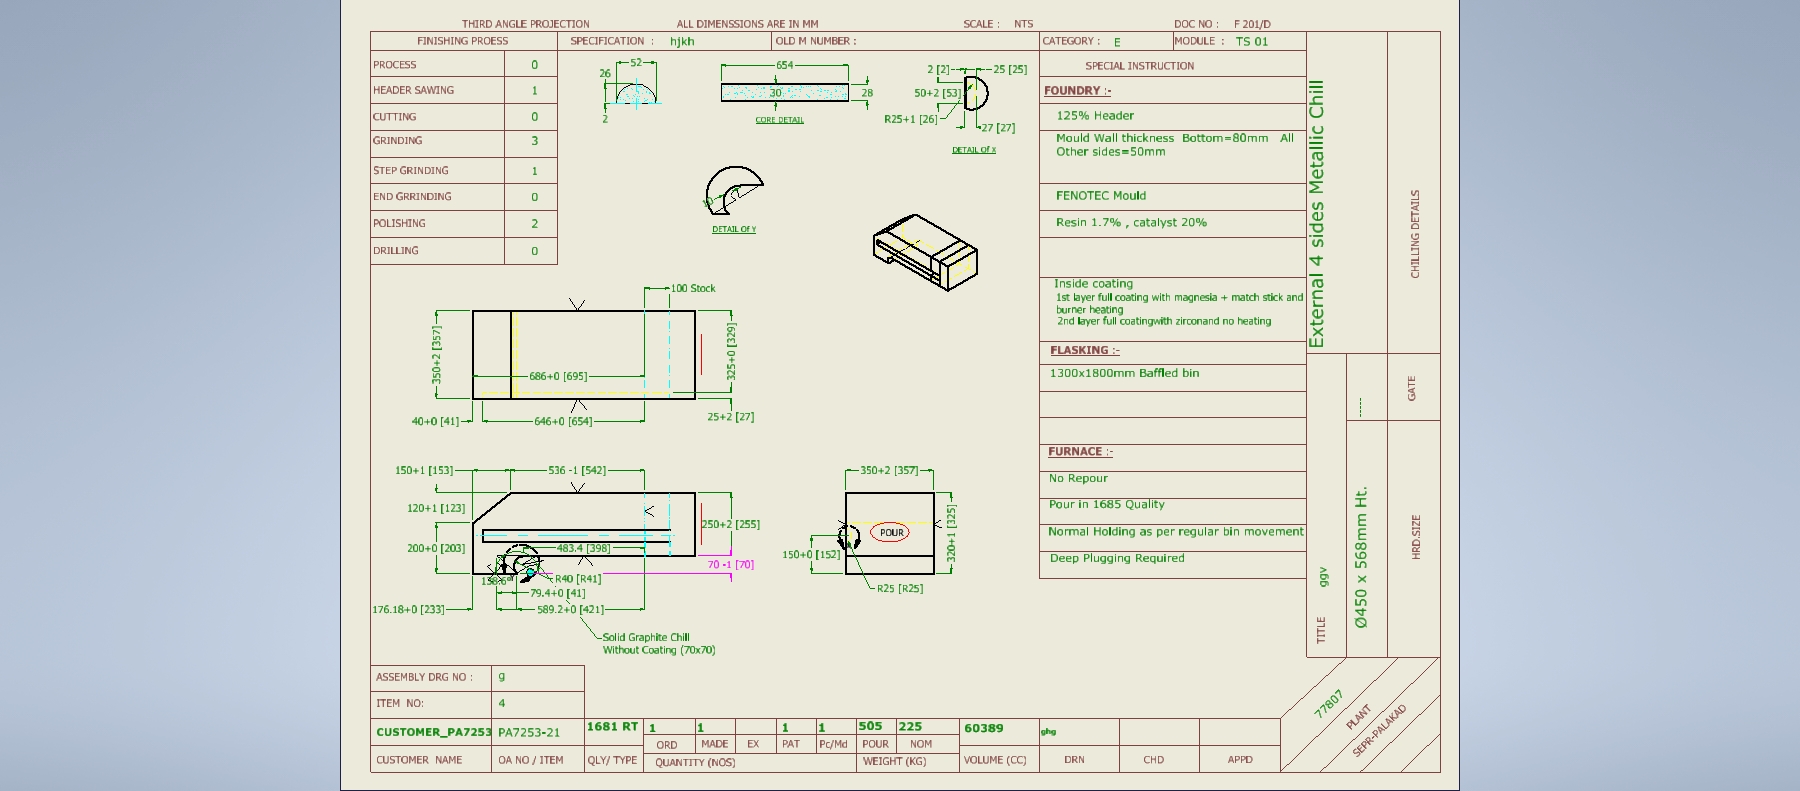 THIRD ANGLE PROJECTION ALL DIMENSSIONS ARE IN MM SCALE : NTS DOC NO : F 201/D
FINISHING PROESS SPECIFICATION : hjkh OLD M NUMBER : CATEGORY : E MODULE : TS 01
PROCESS 0
HEADER SAWING 1
CUTTING 0
GRINDING 3
STEP GRINDING 1
END GRRINDING 0
POLISHING 2
DRILLING 0
52
26
2
654
30
28
CORE DETAIL
2 [2] 25 [25]
50+2 [53]
R25+1 [26]
27 [27]
DETAIL Of X
10
DETAIL Of Y
SPECIAL INSTRUCTION
FOUNDRY :-
125% Header
Mould Wall thickness Bottom=80mm All
Other sides=50mm
FENOTEC Mould
Resin 1.7% , catalyst 20%
Inside coating
1st layer full coating with magnesia + match stick and
burner heating
2nd layer full coatingwith zirconand no heating
FLASKING :-
1300x1800mm Baffled bin
FURNACE :-
No Repour
Pour in 1685 Quality
Normal Holding as per regular bin movement
Deep Plugging Required
External 4 sides Metallic Chill
CHILLING DETAILS
-----
GATE
TITLE ggv
Ø450 x 568mm Ht.
HRD.SIZE
100 Stock
350+2 [357]
325+0 [329]
686+0 [695]
40+0 [41]
646+0 [654]
25+2 [27]
150+1 [153] 536 -1 [542]
120+1 [123]
250+2 [255]
200+0 [203]
483.4 [398]
70 -1 [70]
R40 [R41]
79.4+0 [41]
176.18+0 [233] 589.2+0 [421]
Solid Graphite Chill
Without Coating (70x70)
350+2 [357]
POUR
320+1 [325]
150+0 [152]
R25 [R25]
ASSEMBLY DRG NO : g
ITEM NO: 4
CUSTOMER_PA7253 PA7253-21 1681 RT 1 1 1 1 505 225 60389 ghg
ORD MADE EX PAT Pc/Md POUR NOM
CUSTOMER NAME OA NO / ITEM QLY/ TYPE QUANTITY (NOS) WEIGHT (KG) VOLUME (CC) DRN CHD APPD
77807
PLANT
SEPR-PALAKAD